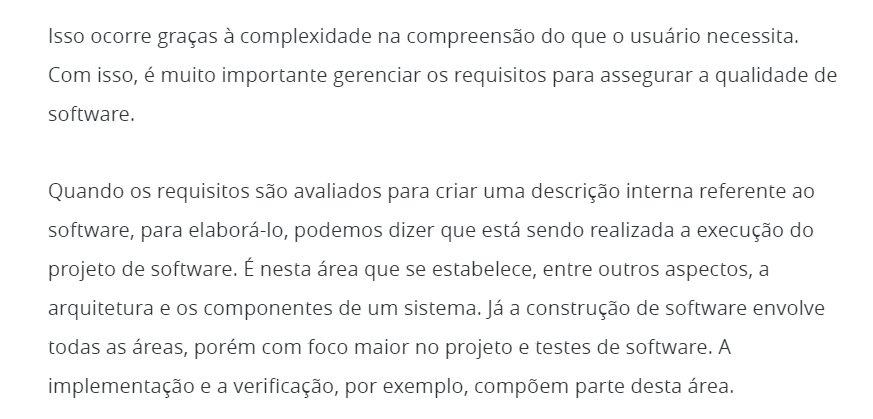 Isso ocorre graças à complexidade na compreensão do que o usuário necessita.
Com isso, é muito importante gerenciar os requisitos para assegurar a qualidade de
software.
Quando os requisitos são avaliados para criar uma descrição interna referente ao
software, para elaborá-lo, podemos dizer que está sendo realizada a execução do
projeto de software. É nesta área que se estabelece, entre outros aspectos, a
arquitetura e os componentes de um sistema. Já a construção de software envolve
todas as áreas, porém com foco maior no projeto e testes de software. A
implementação e a verificação, por exemplo, compõem parte desta área.